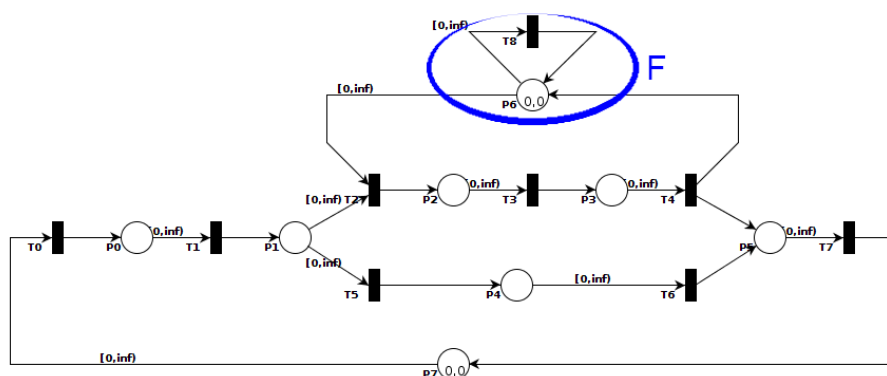 [0,inf)
T8
F
[0,inf)
P6
0,0
[0,inf)
T2
P2
[0,inf)
T3
P3
[0,inf)
T4
T0
P0
[0,inf)
T1
P1
[0,inf)
T5
P4
[0,inf)
T6
P5
[0,inf)
T7
[0,inf)
P7
0,0